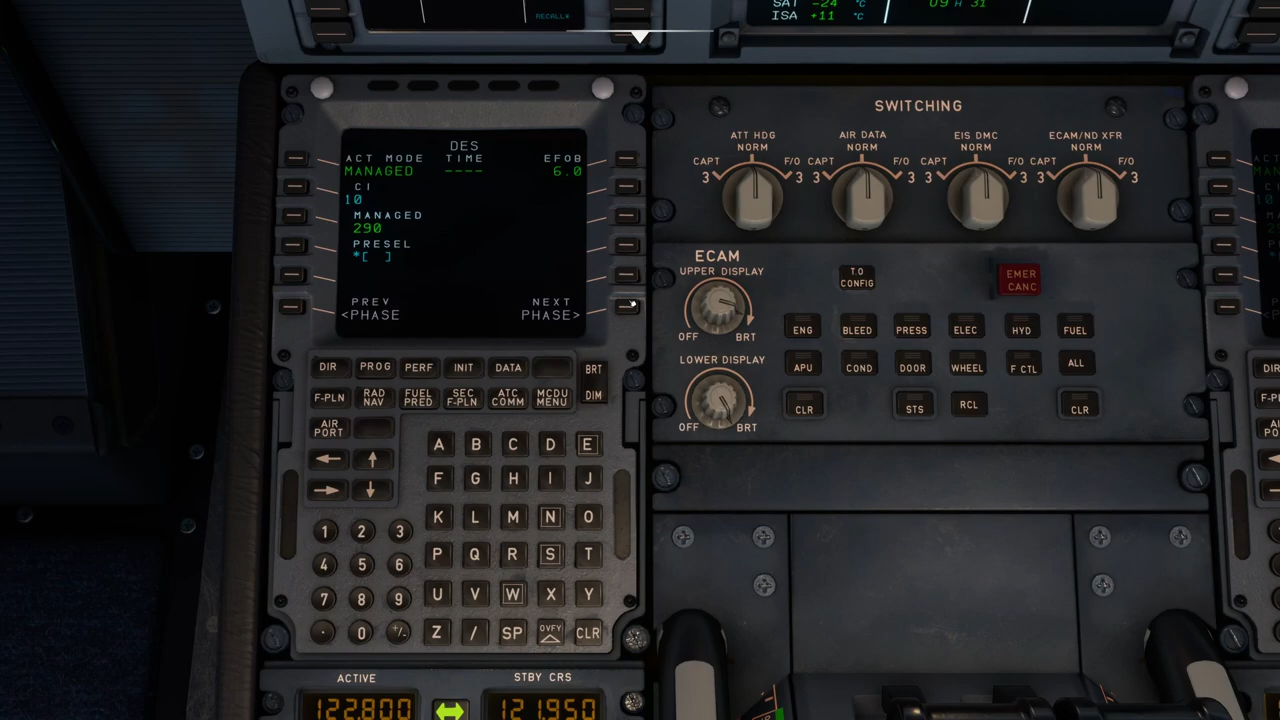 RECALL*
SAT -24 °C
ISA +11 °C
09 H 31
DES
ACT MODE TIME EFOB
MANAGED ---- 6.0
CI
10
MANAGED
290
PRESEL
*[ ]
PREV NEXT
<PHASE PHASE>
DIR PROG PERF INIT DATA
BRT
DIM
F-PLN RAD NAV FUEL PRED SEC F-PLN ATC COMM MCDU MENU
AIR PORT
← ↑
→ ↓
A B C D E
F G H I J
K L M N O
P Q R S T
U V W X Y
Z / SP OVFY △ CLR
1 2 3
4 5 6
7 8 9
. 0 +/-
ACTIVE STBY CRS
122.800 121.950
SWITCHING
ATT HDG AIR DATA EIS DMC ECAM/ND XFR
NORM NORM NORM NORM
CAPT F/O CAPT F/O CAPT F/O CAPT F/O
3 3 3 3 3 3 3 3
ECAM
UPPER DISPLAY
OFF BRT
LOWER DISPLAY
OFF BRT
T.O
CONFIG
EMER
CANC
ENG BLEED PRESS ELEC HYD FUEL
APU COND DOOR WHEEL F CTL ALL
CLR STS RCL CLR
DIR